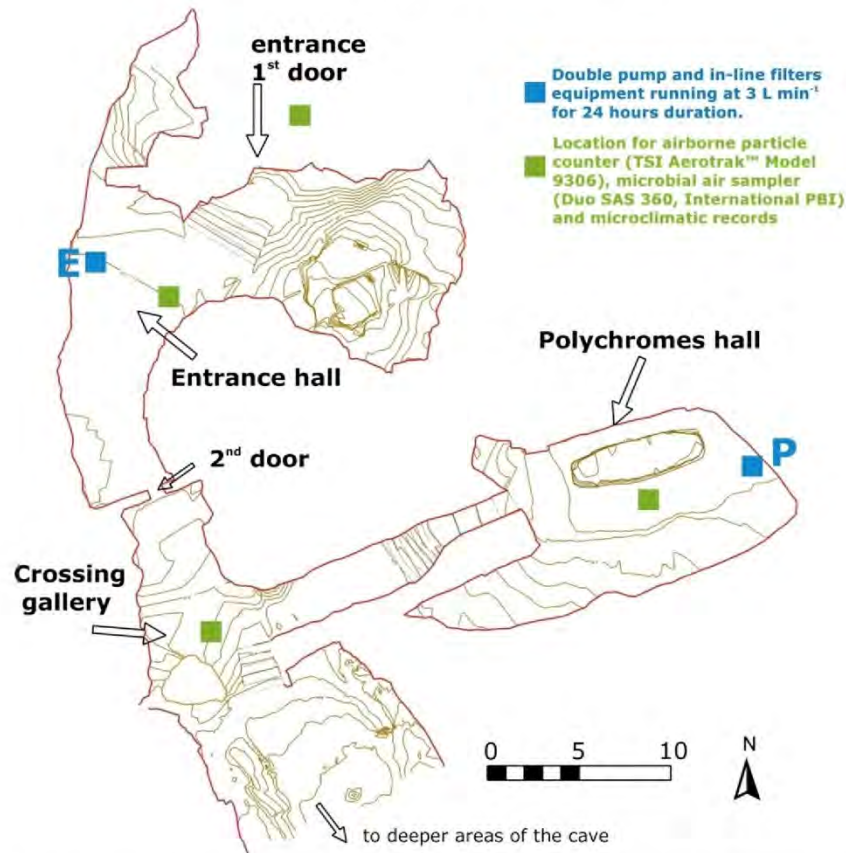 entrance
1st door
Double pump and in-line filters
equipment running at 3 L min-1
for 24 hours duration.
Location for airborne particle
counter (TSI Aerotrak™ Model
9306), microbial air sampler
(Duo SAS 360, International PBI)
and microclimatic records
E
Entrance hall
Polychromes hall
2nd door
P
Crossing
gallery
0 5 10
N
to deeper areas of the cave